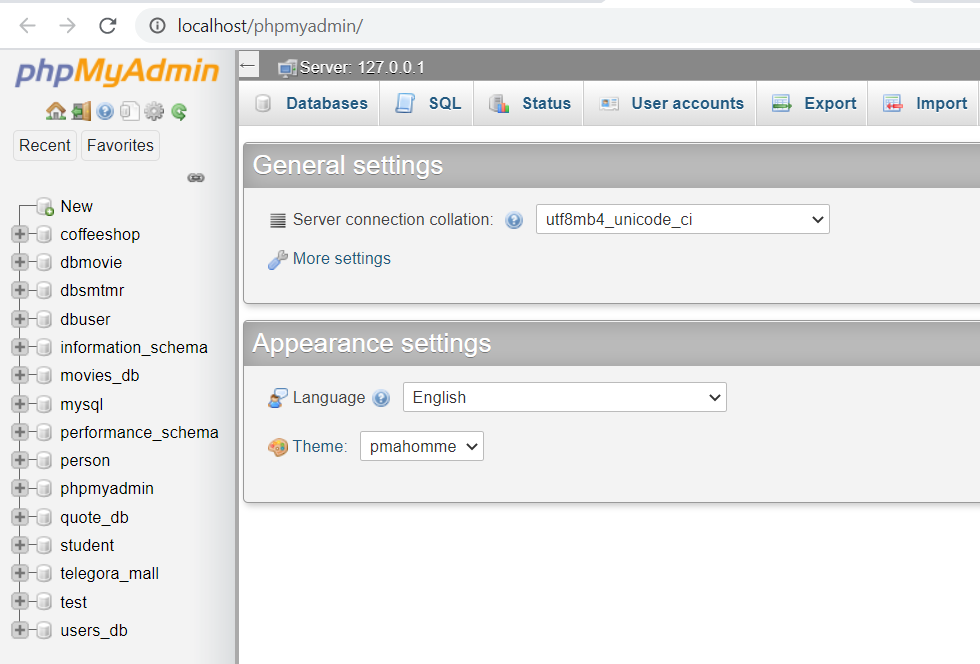 localhost/phpmyadmin/
phpMyAdmin
Recent Favorites
New
coffeeshop
dbmovie
dbsmtmr
dbuser
information_schema
movies_db
mysql
performance_schema
person
phpmyadmin
quote_db
student
telegora_mall
test
users_db
Server: 127.0.0.1
Databases SQL Status User accounts Export Import
General settings
Server connection collation: utf8mb4_unicode_ci
More settings
Appearance settings
Language English
Theme: pmahomme